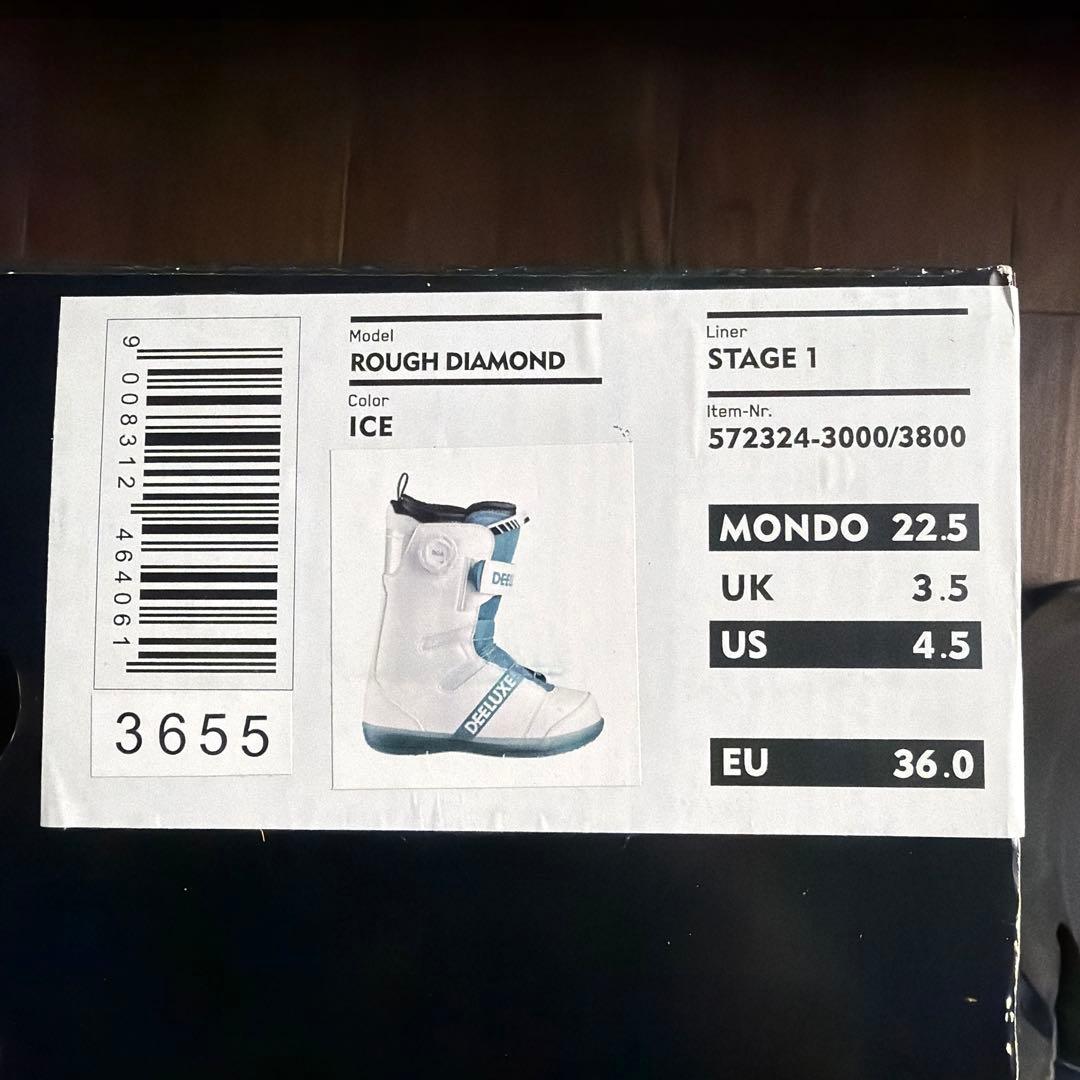 9 008312 464061
3655
Model
ROUGH DIAMOND
Color
ICE
DEELUXE
Liner
STAGE 1
Item-Nr.
572324-3000/3800
MONDO 22.5
UK 3.5
US 4.5
EU 36.0